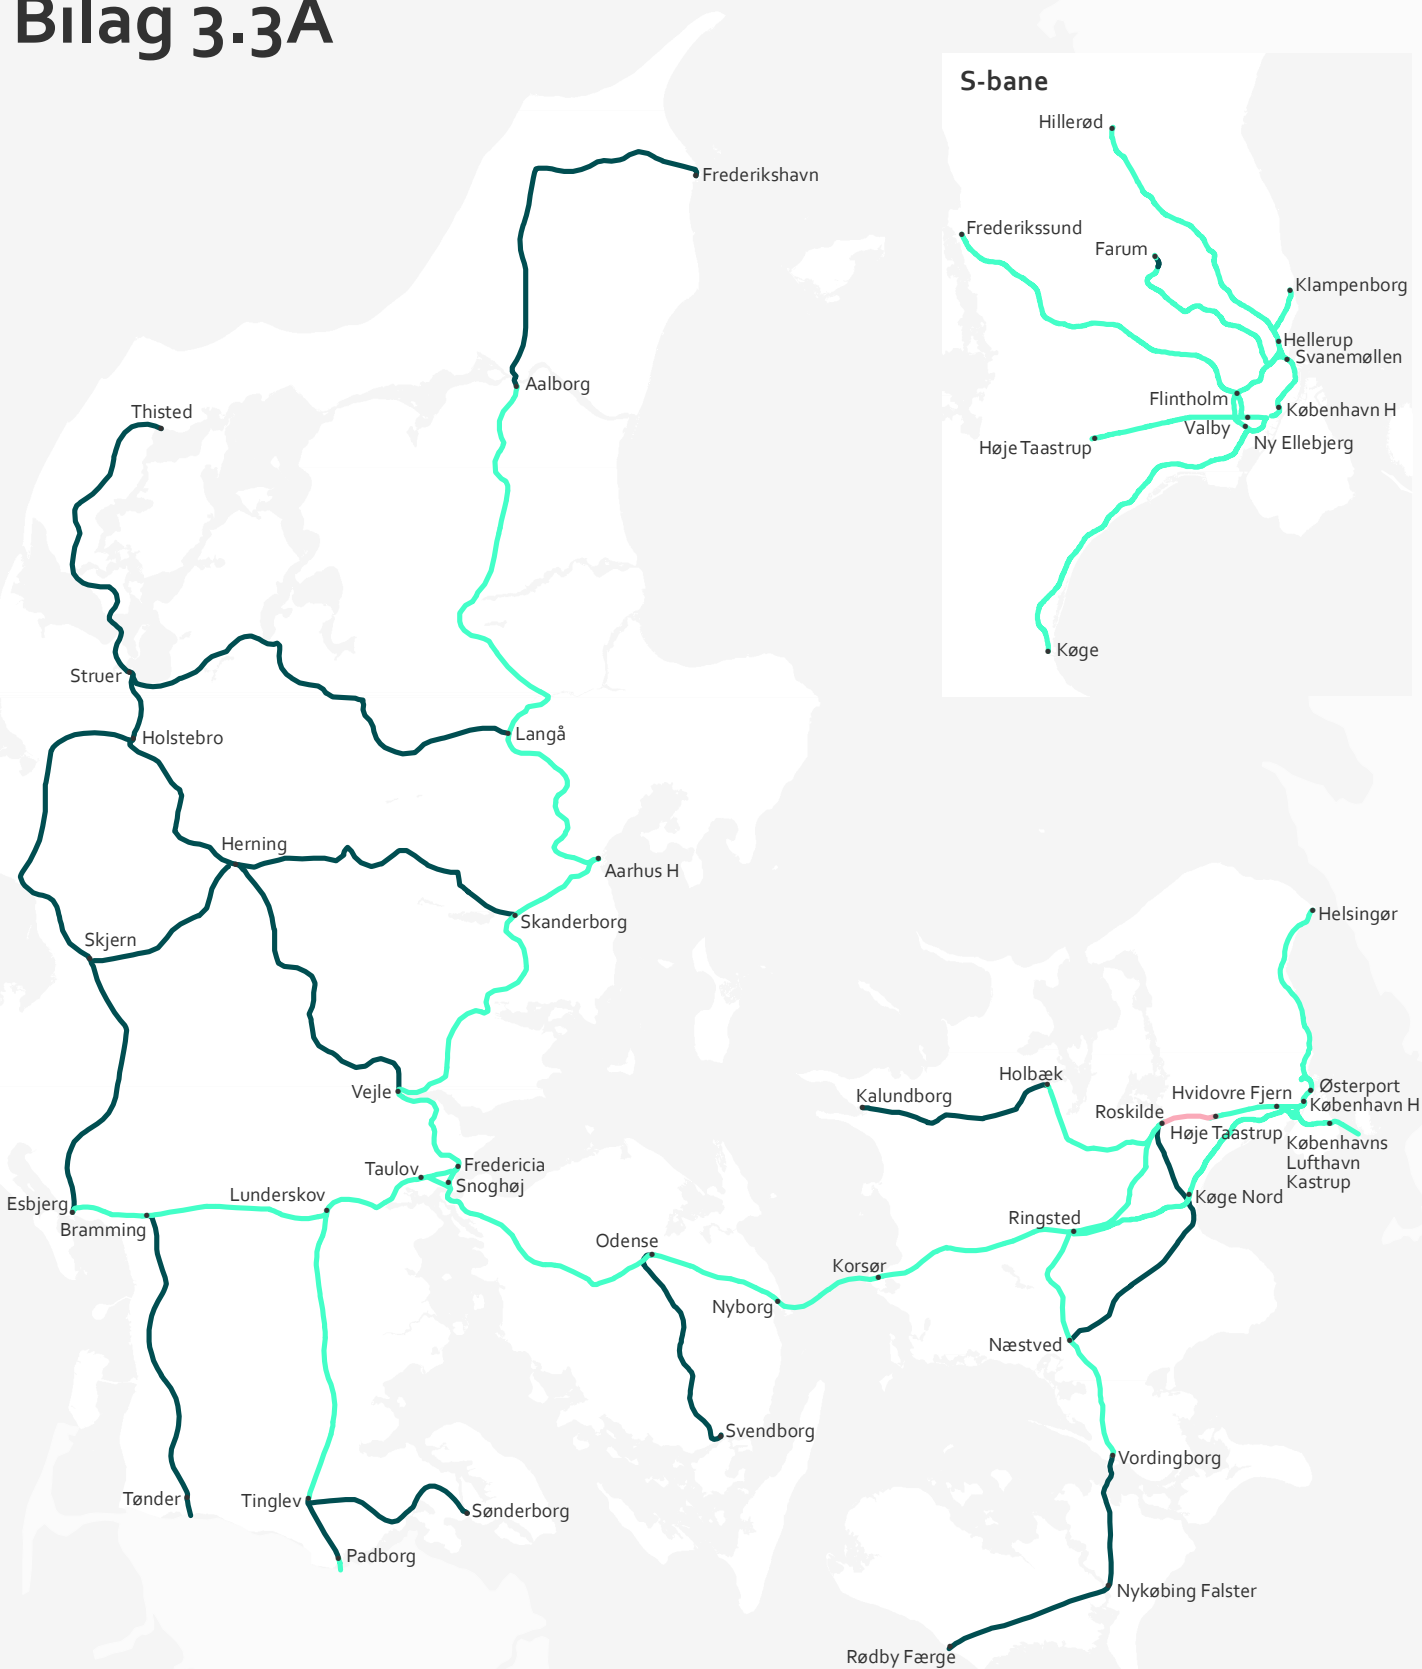 Bilag 3.3A
S-bane
Hillerød
Frederikshavn
Frederikssund
Farum
Klampenborg
Hellerup
Svanemøllen
Aalborg
Flintholm
København H
Thisted
Valby
Ny Ellebjerg
Høje Taastrup
Køge
Struer
Langå
Holstebro
Herning
Aarhus H
Skanderborg
Helsingør
Skjern
Holbæk
Østerport
Vejle
Kalundborg
Hvidovre Fjern
København H
Roskilde
Høje Taastrup
Københavns
Lufthavn
Kastrup
Fredericia
Taulov
Snoghøj
Lunderskov
Køge Nord
Esbjerg
Bramming
Ringsted
Odense
Korsør
Nyborg
Næstved
Svendborg
Vordingborg
Tønder
Tinglev
Sønderborg
Padborg
Nykøbing Falster
Rødby Færge